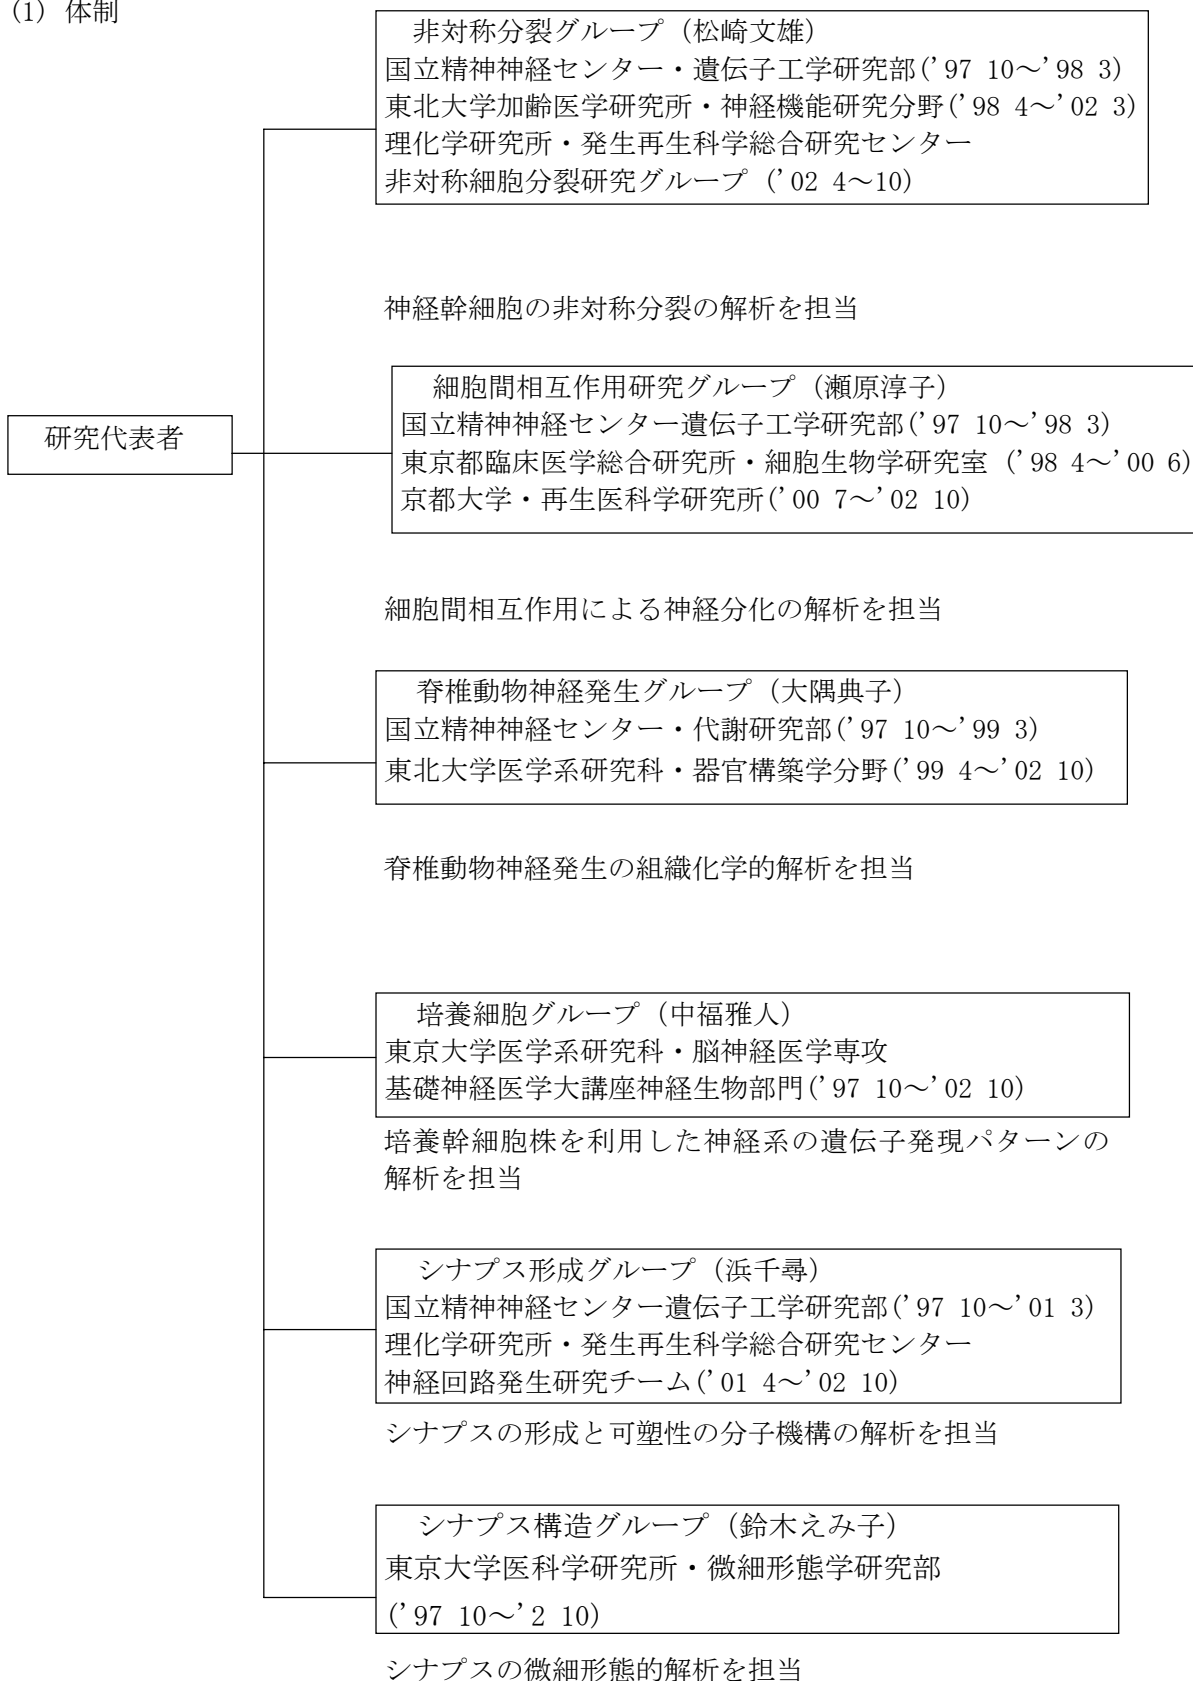 (1) 体制
非対称分裂グループ (松崎文雄)
国立精神神経センター・遺伝子工学研究部('97 10～'98 3)
東北大学加齢医学研究所・神経機能研究分野('98 4～'02 3)
理化学研究所・発生再生科学総合研究センター
非対称細胞分裂研究グループ ('02 4～10)
神経幹細胞の非対称分裂の解析を担当
研究代表者
細胞間相互作用研究グループ (瀬原淳子)
国立精神神経センター遺伝子工学研究部('97 10～'98 3)
東京都臨床医学総合研究所・細胞生物学研究室 ('98 4～'00 6)
京都大学・再生医科学研究所('00 7～'02 10)
細胞間相互作用による神経分化の解析を担当
脊椎動物神経発生グループ (大隅典子)
国立精神神経センター・代謝研究部('97 10～'99 3)
東北大学医学系研究科・器官構築学分野('99 4～'02 10)
脊椎動物神経発生の組織化学的解析を担当
培養細胞グループ (中福雅人)
東京大学医学系研究科・脳神経医学専攻
基礎神経医学大講座神経生物部門('97 10～'02 10)
培養幹細胞株を利用した神経系の遺伝子発現パターンの
解析を担当
シナプス形成グループ (浜千尋)
国立精神神経センター遺伝子工学研究部('97 10～'01 3)
理化学研究所・発生再生科学総合研究センター
神経回路発生研究チーム('01 4～'02 10)
シナプスの形成と可塑性の分子機構の解析を担当
シナプス構造グループ (鈴木えみ子)
東京大学医科学研究所・微細形態学研究部
('97 10～'2 10)
シナプスの微細形態的解析を担当